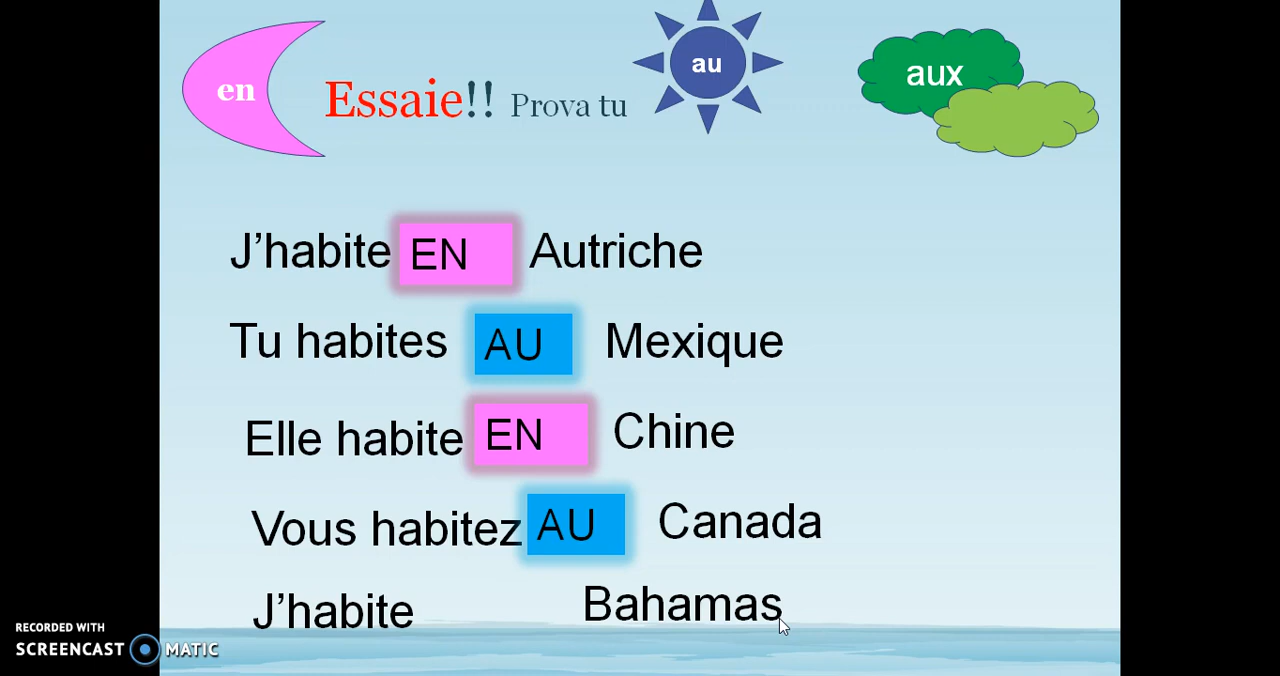 en
Essaie!! Prova tu
au
aux
J’habite EN Autriche
Tu habites AU Mexique
Elle habite EN Chine
Vous habitez AU Canada
J’habite Bahamas
RECORDED WITH
SCREENCAST MATIC